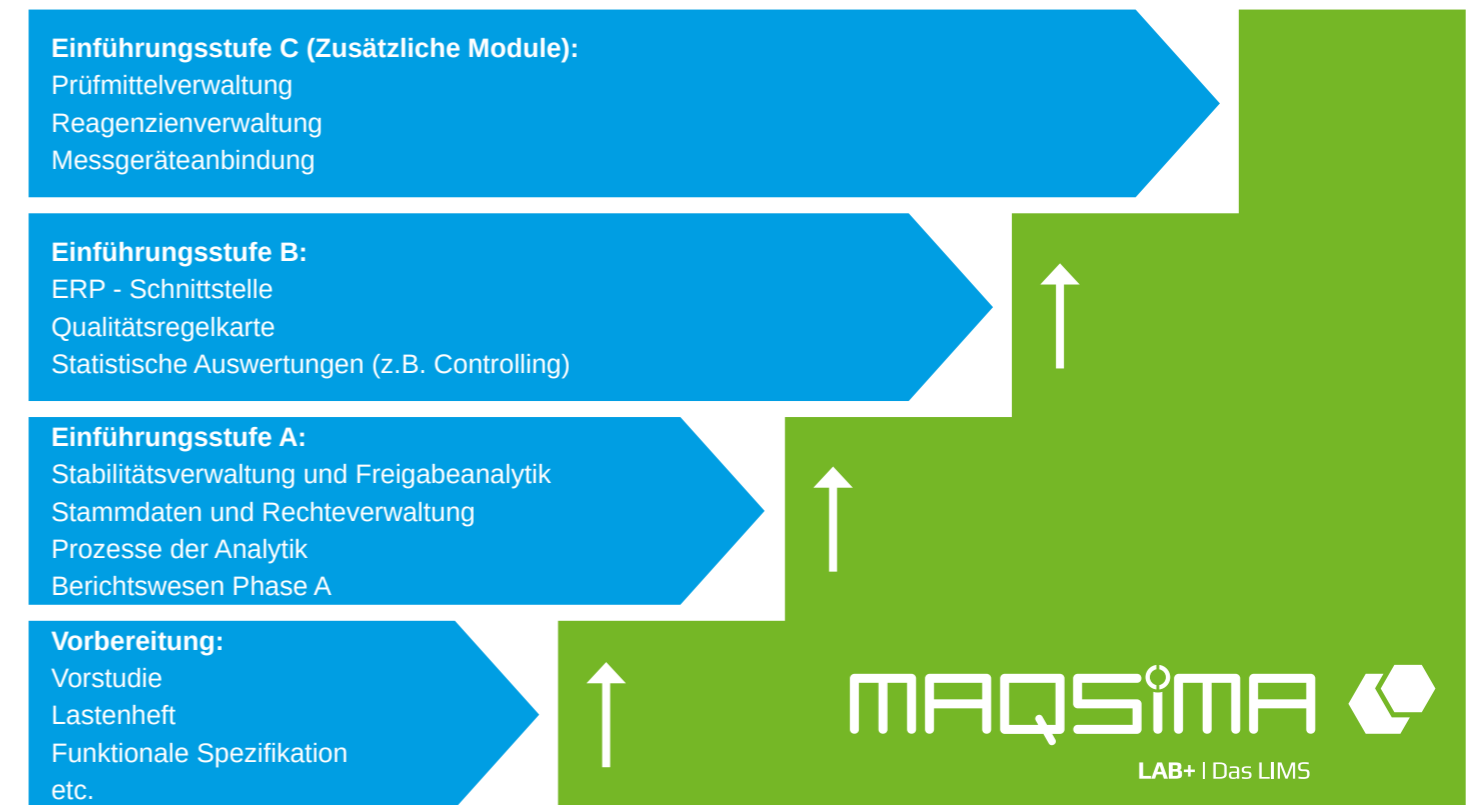 Einführungsstufe C (Zusätzliche Module):
Prüfmittelverwaltung
Reagenzienverwaltung
Messgeräteanbindung
Einführungsstufe B:
ERP - Schnittstelle
Qualitätsregelkarte
Statistische Auswertungen (z.B. Controlling)
Einführungsstufe A:
Stabilitätsverwaltung und Freigabeanalytik
Stammdaten und Rechteverwaltung
Prozesse der Analytik
Berichtswesen Phase A
Vorbereitung:
Vorstudie
Lastenheft
Funktionale Spezifikation
etc.
MAQSiMA
LAB+ | Das LIMS